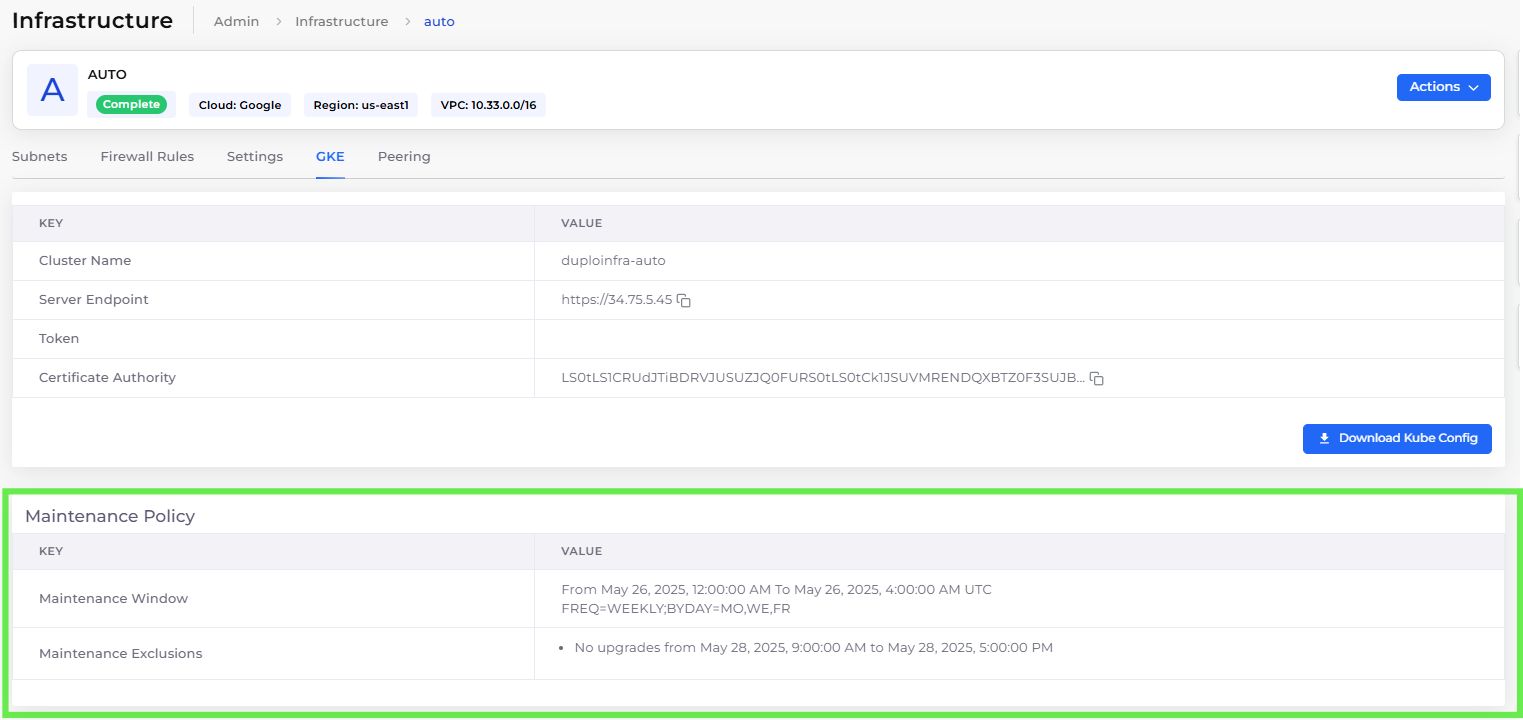 Infrastructure
Admin > Infrastructure > auto
A
AUTO
Complete
Cloud: Google
Region: us-east1
VPC: 10.33.0.0/16
Actions
Subnets
Firewall Rules
Settings
GKE
Peering
KEY VALUE
Cluster Name duploinfra-auto
Server Endpoint https://34.75.5.45
Token
Certificate Authority LS0tLS1CRUdJTiBDRVJUSUZJQ0FURS0tLS0tCk1JSUVMRENDQXBTZ0F3SUJB...
Download Kube Config
Maintenance Policy
KEY VALUE
Maintenance Window From May 26, 2025, 12:00:00 AM To May 26, 2025, 4:00:00 AM UTC
FREQ=WEEKLY;BYDAY=MO,WE,FR
Maintenance Exclusions • No upgrades from May 28, 2025, 9:00:00 AM to May 28, 2025, 5:00:00 PM